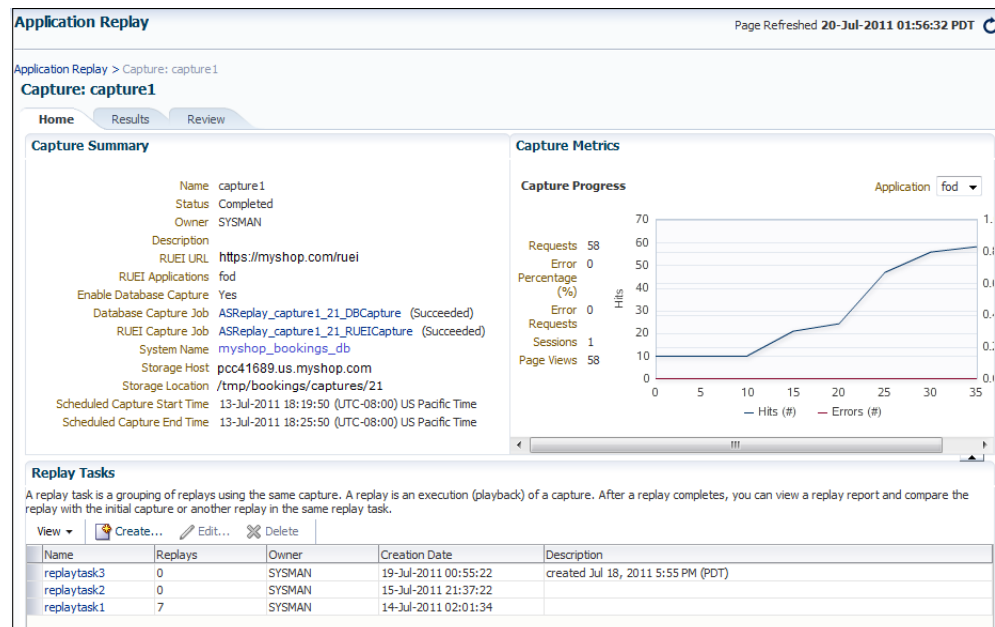 Application Replay
Page Refreshed 20-Jul-2011 01:56:32 PDT
Application Replay > Capture: capture1
Capture: capture1
Home Results Review
Capture Summary
Name capture1
Status Completed
Owner SYSMAN
Description
RUEI URL https://myshop.com/ruei
RUEI Applications fod
Enable Database Capture Yes
Database Capture Job ASReplay_capture1_21_DBCapture (Succeeded)
RUEI Capture Job ASReplay_capture1_21_RUEICapture (Succeeded)
System Name myshop_bookings_db
Storage Host pcc41689.us.myshop.com
Storage Location /tmp/bookings/captures/21
Scheduled Capture Start Time 13-Jul-2011 18:19:50 (UTC-08:00) US Pacific Time
Scheduled Capture End Time 13-Jul-2011 18:25:50 (UTC-08:00) US Pacific Time
Capture Metrics
Capture Progress
Application fod
Requests 58
Error 0
Percentage
(%)
Error 0
Requests
Sessions 1
Page Views 58
Hits
70
60
50
40
30
20
10
0
1.
0.8
0.6
0.4
0.2
0.0
0 5 10 15 20 25 30 35
Hits (#) Errors (#)
Replay Tasks
A replay task is a grouping of replays using the same capture. A replay is an execution (playback) of a capture. After a replay completes, you can view a replay report and compare the
replay with the initial capture or another replay in the same replay task.
View Create... Edit... Delete
Name Replays Owner Creation Date Description
replaytask3 0 SYSMAN 19-Jul-2011 00:55:22 created Jul 18, 2011 5:55 PM (PDT)
replaytask2 0 SYSMAN 15-Jul-2011 21:37:22
replaytask1 7 SYSMAN 14-Jul-2011 02:01:34